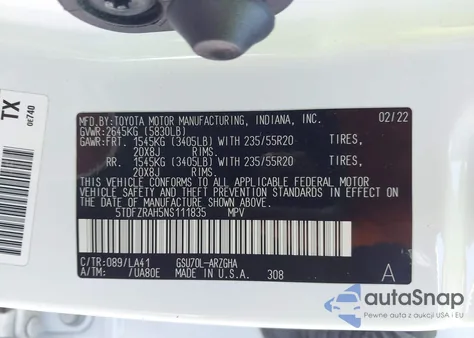 TX
0E740
MFD.BY:TOYOTA MOTOR MANUFACTURING, INDIANA, INC. 02/22
GVWR:2645KG (5830LB)
GAWR:FRT. 1545KG (3405LB) WITH 235/55R20 TIRES,
20X8J RIMS.
RR. 1545KG (3405LB) WITH 235/55R20 TIRES,
20X8J RIMS.
THIS VEHICLE CONFORMS TO ALL APPLICABLE FEDERAL MOTOR
VEHICLE SAFETY AND THEFT PREVENTION STANDARDS IN EFFECT
ON THE DATE OF MANUFACTURE SHOWN ABOVE.
5TDFZRAH5NS111835 MPV
C/TR:089/LA41 GSU70L-ARZGHA
A/TM: /UA80E MADE IN U.S.A. 308 A
autoSnap
Pewne auta z aukcji USA i EU